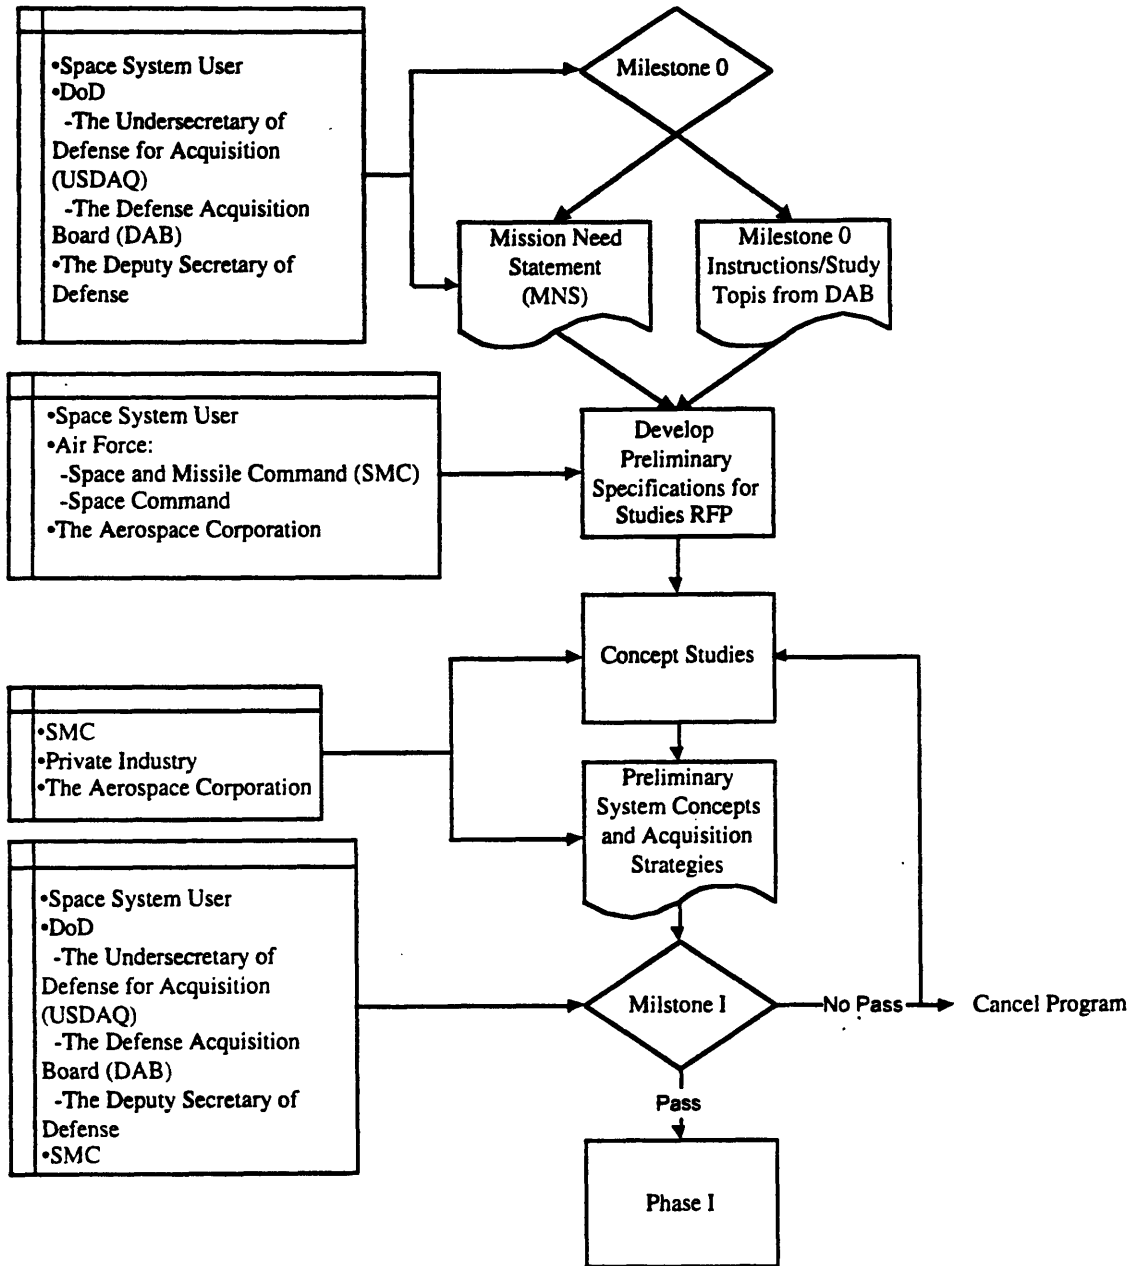 •Space System User
•DoD
-The Undersecretary of
Defense for Acquisition
(USDAQ)
-The Defense Acquisition
Board (DAB)
•The Deputy Secretary of
Defense
Milestone 0
Mission Need
Statement
(MNS)
Milestone 0
Instructions/Study
Topis from DAB
•Space System User
•Air Force:
-Space and Missile Command (SMC)
-Space Command
•The Aerospace Corporation
Develop
Preliminary
Specifications for
Studies RFP
Concept Studies
•SMC
•Private Industry
•The Aerospace Corporation
Preliminary
System Concepts
and Acquisition
Strategies
•Space System User
•DoD
-The Undersecretary of
Defense for Acquisition
(USDAQ)
-The Defense Acquisition
Board (DAB)
-The Deputy Secretary of
Defense
•SMC
Milstone I
No Pass
Cancel Program
Pass
Phase I